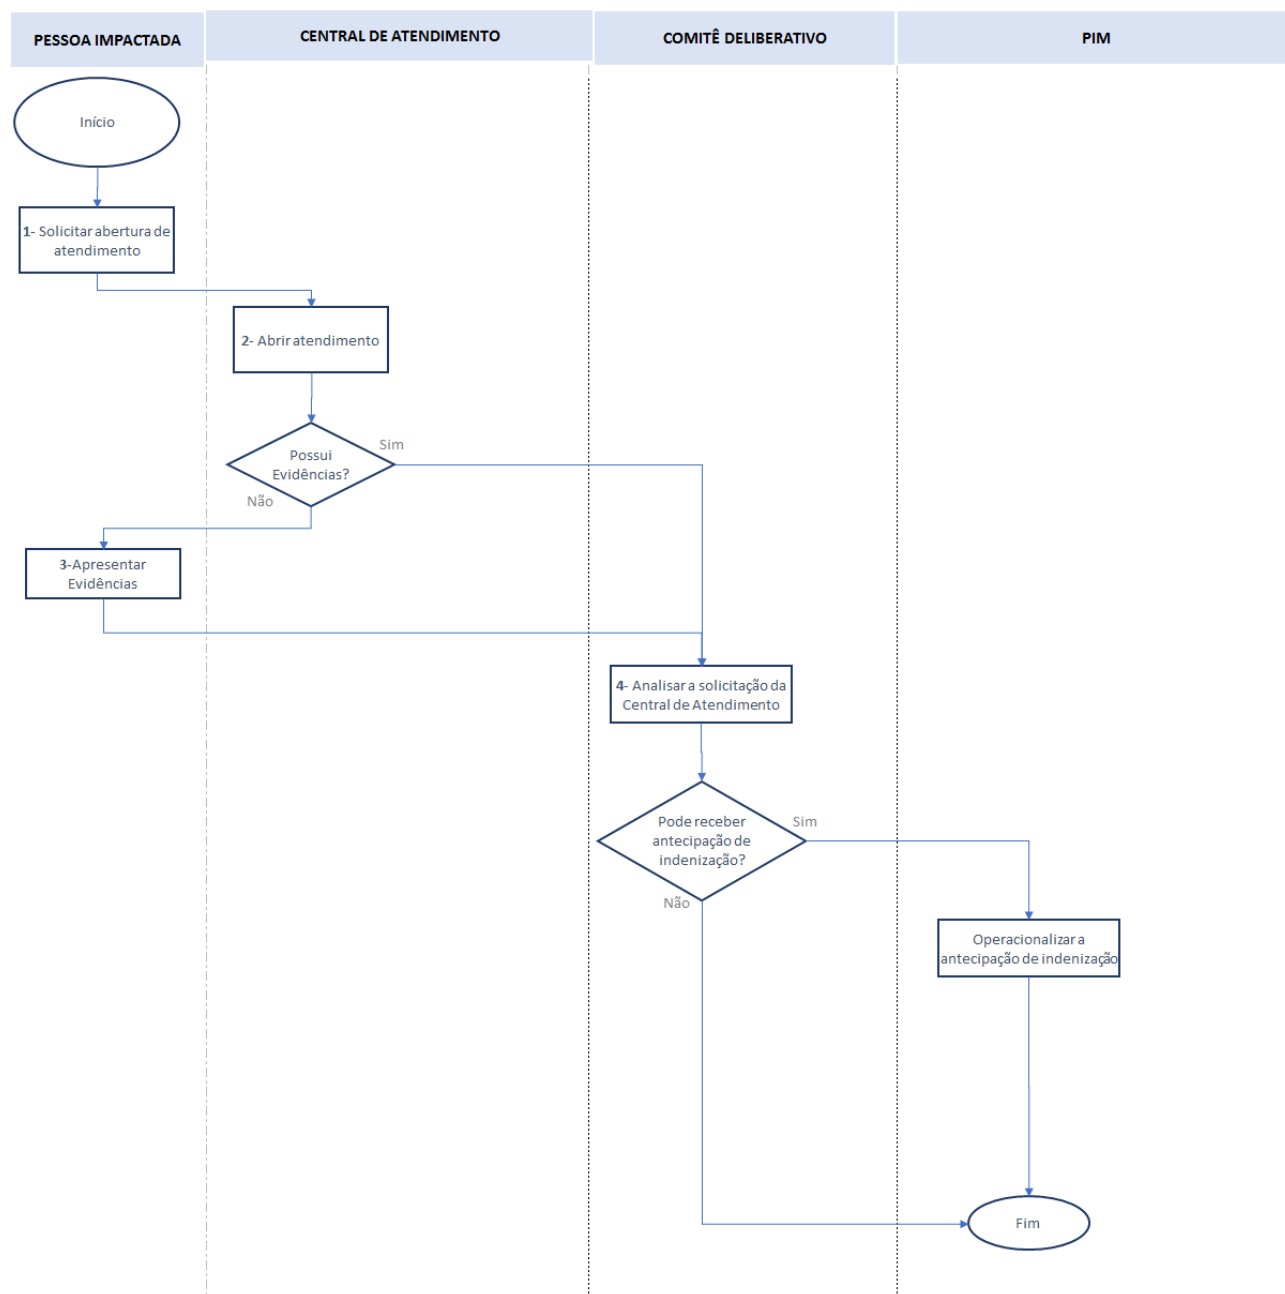 PESSOA IMPACTADA
CENTRAL DE ATENDIMENTO
COMITÊ DELIBERATIVO
PIM
Início
1- Solicitar abertura de
atendimento
2- Abrir atendimento
Possui
Evidências?
Sim
Não
3-Apresentar
Evidências
4- Analisar a solicitação da
Central de Atendimento
Pode receber
antecipação de
indenização?
Sim
Não
Operacionalizar a
antecipação de indenização
Fim